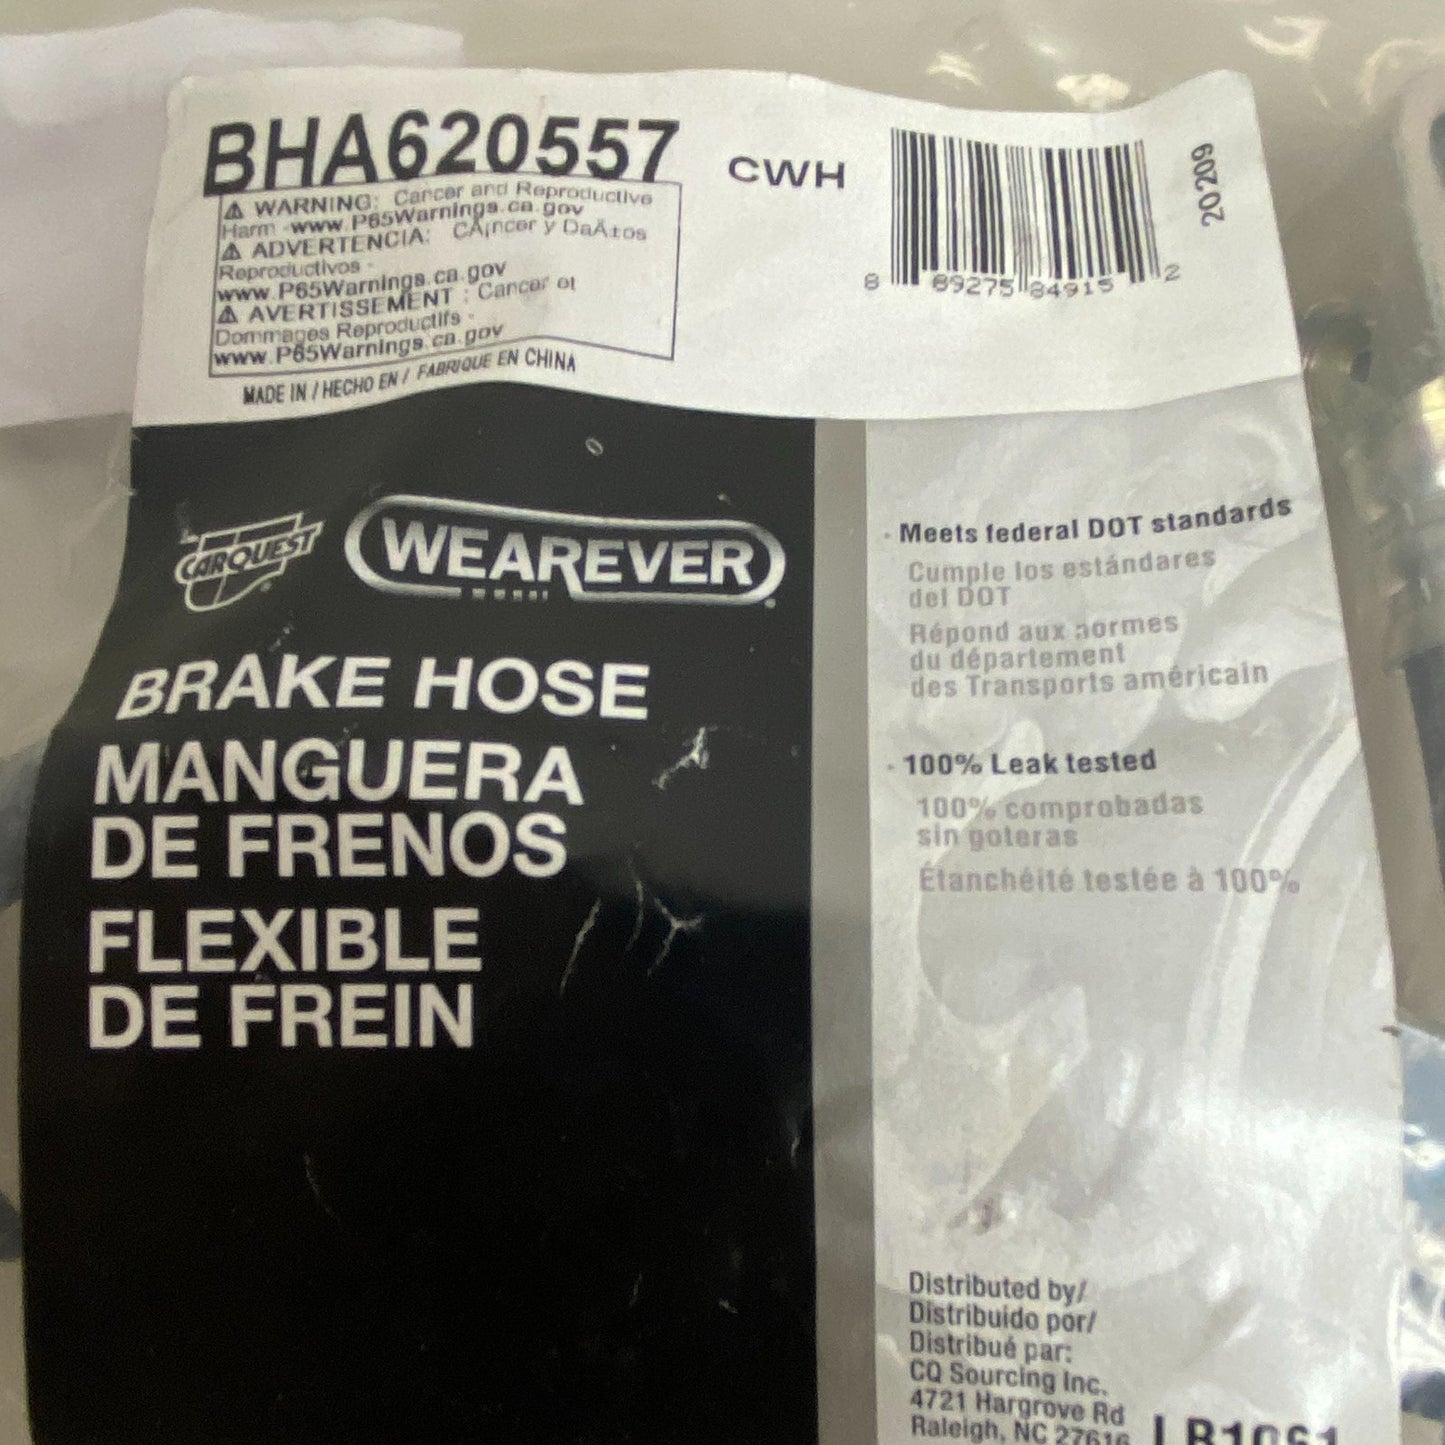 BHA620557
CWH
20209
⚠ WARNING: Cancer and Reproductive
Harm -www.P65Warnings.ca.gov
⚠ ADVERTENCIA: CÃ¡ncer y DaÃ±os
Reproductivos -
www.P65Warnings.ca.gov
⚠ AVERTISSEMENT : Cancer et
Dommages Reproductifs -
www.P65Warnings.ca.gov
MADE IN / HECHO EN / FABRIQUE EN CHINA
8 89275 84915 2
CARQUEST
WEAREVER
BRAKE HOSE
MANGUERA
DE FRENOS
FLEXIBLE
DE FREIN
· Meets federal DOT standards
Cumple los estándares
del DOT
Répond aux normes
du département
des Transports américain
· 100% Leak tested
100% comprobadas
sin goteras
Étanchéité testée à 100%
Distributed by/
Distribuido por/
Distribué par:
CQ Sourcing Inc.
4721 Hargrove Rd
Raleigh, NC 27616
LB1061